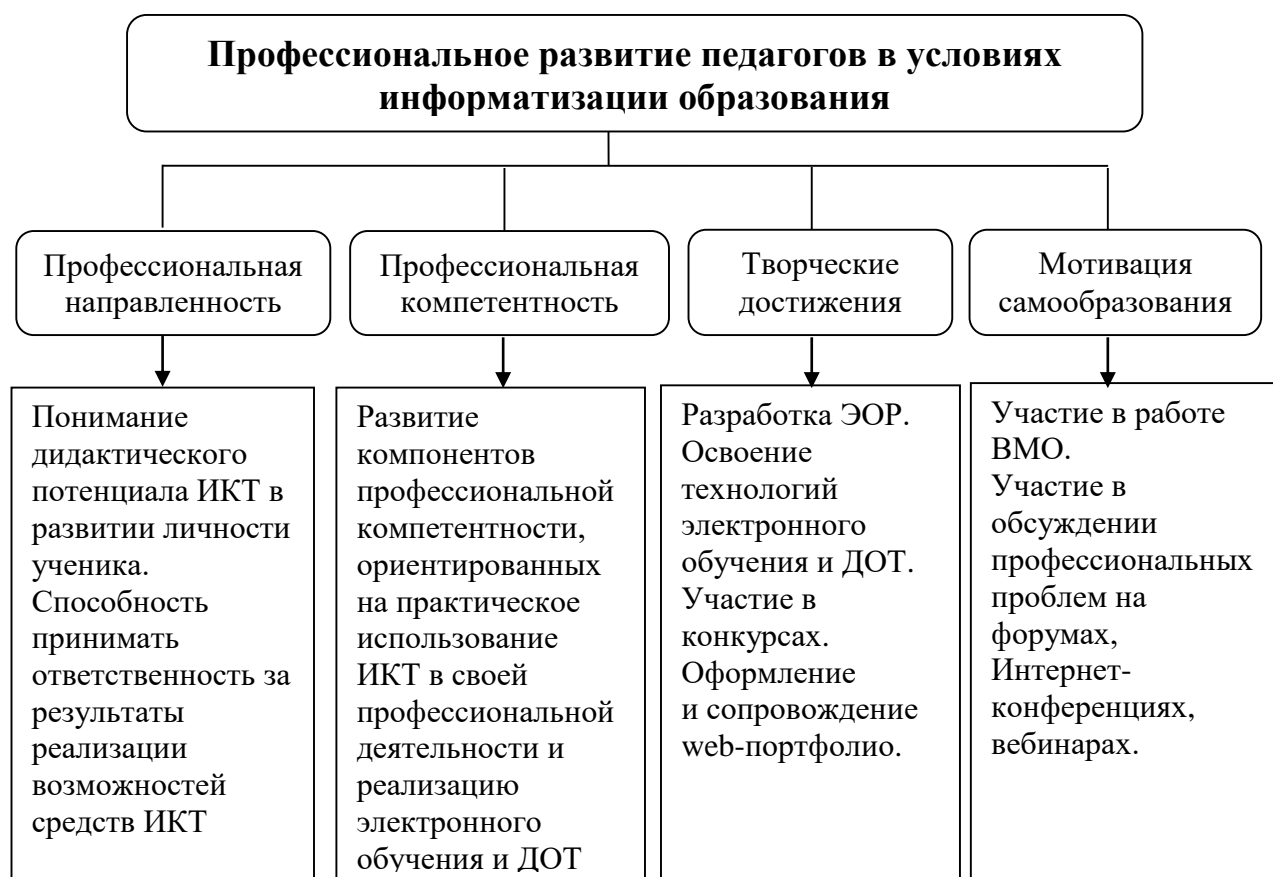 Профессиональное развитие педагогов в условиях
информатизации образования
Профессиональная
направленность
Профессиональная
компетентность
Творческие
достижения
Мотивация
самообразования
Понимание
дидактического
потенциала ИКТ в
развитии личности
ученика.
Способность
принимать
ответственность за
результаты
реализации
возможностей
средств ИКТ
Развитие
компонентов
профессиональной
компетентности,
ориентированных
на практическое
использование
ИКТ в своей
профессиональной
деятельности и
реализацию
электронного
обучения и ДОТ
Разработка ЭОР.
Освоение
технологий
электронного
обучения и ДОТ.
Участие в
конкурсах.
Оформление
и сопровождение
web-портфолио.
Участие в работе
ВМО.
Участие в
обсуждении
профессиональных
проблем на
форумах,
Интернет-
конференциях,
вебинарах.